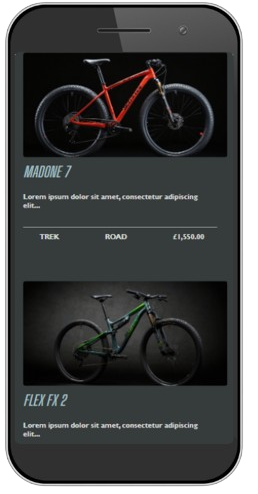 MADONE 7
Lorem ipsum dolor sit amet, consectetur adipiscing
elit...
TREK ROAD £1,550.00
FLEX FX 2
Lorem ipsum dolor sit amet, consectetur adipiscing
elit...